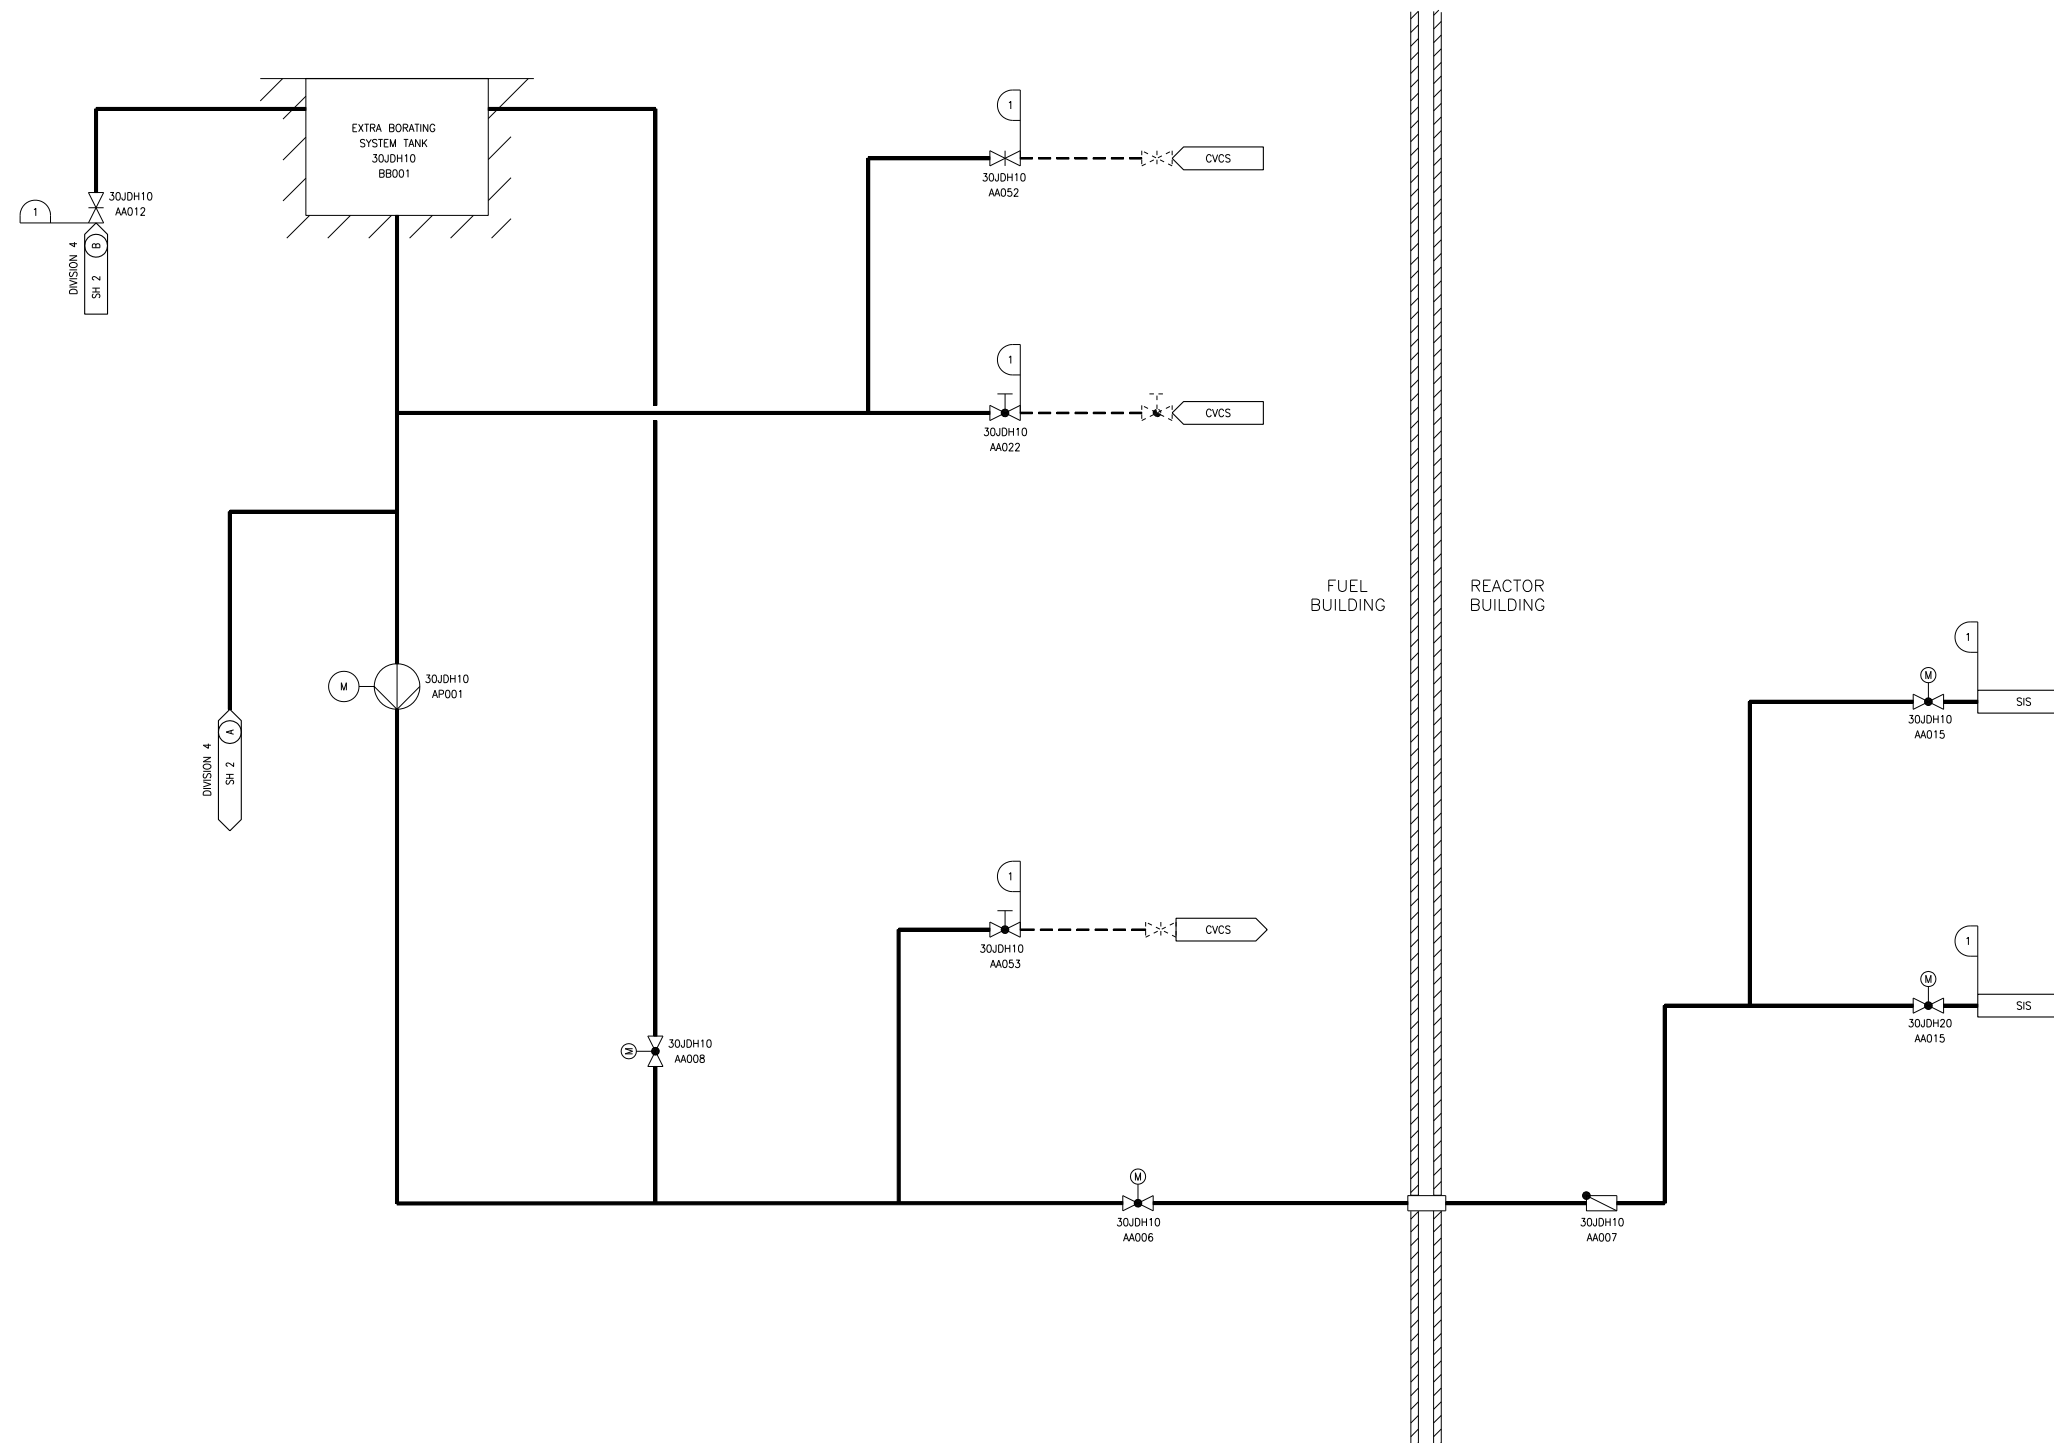 1
EXTRA BORATING
SYSTEM TANK
30JDH10
BB001
CVCS
30JDH10
AA052
30JDH10
AA012
1
B
SH 2
DIVISION 4
1
CVCS
30JDH10
AA022
FUEL
BUILDING
REACTOR
BUILDING
1
M
30JDH10
AP001
M
SIS
30JDH10
AA015
A
SH 2
DIVISION 4
1
CVCS
30JDH10
AA053
1
M
SIS
30JDH20
AA015
M
30JDH10
AA008
M
30JDH10
AA006
30JDH10
AA007